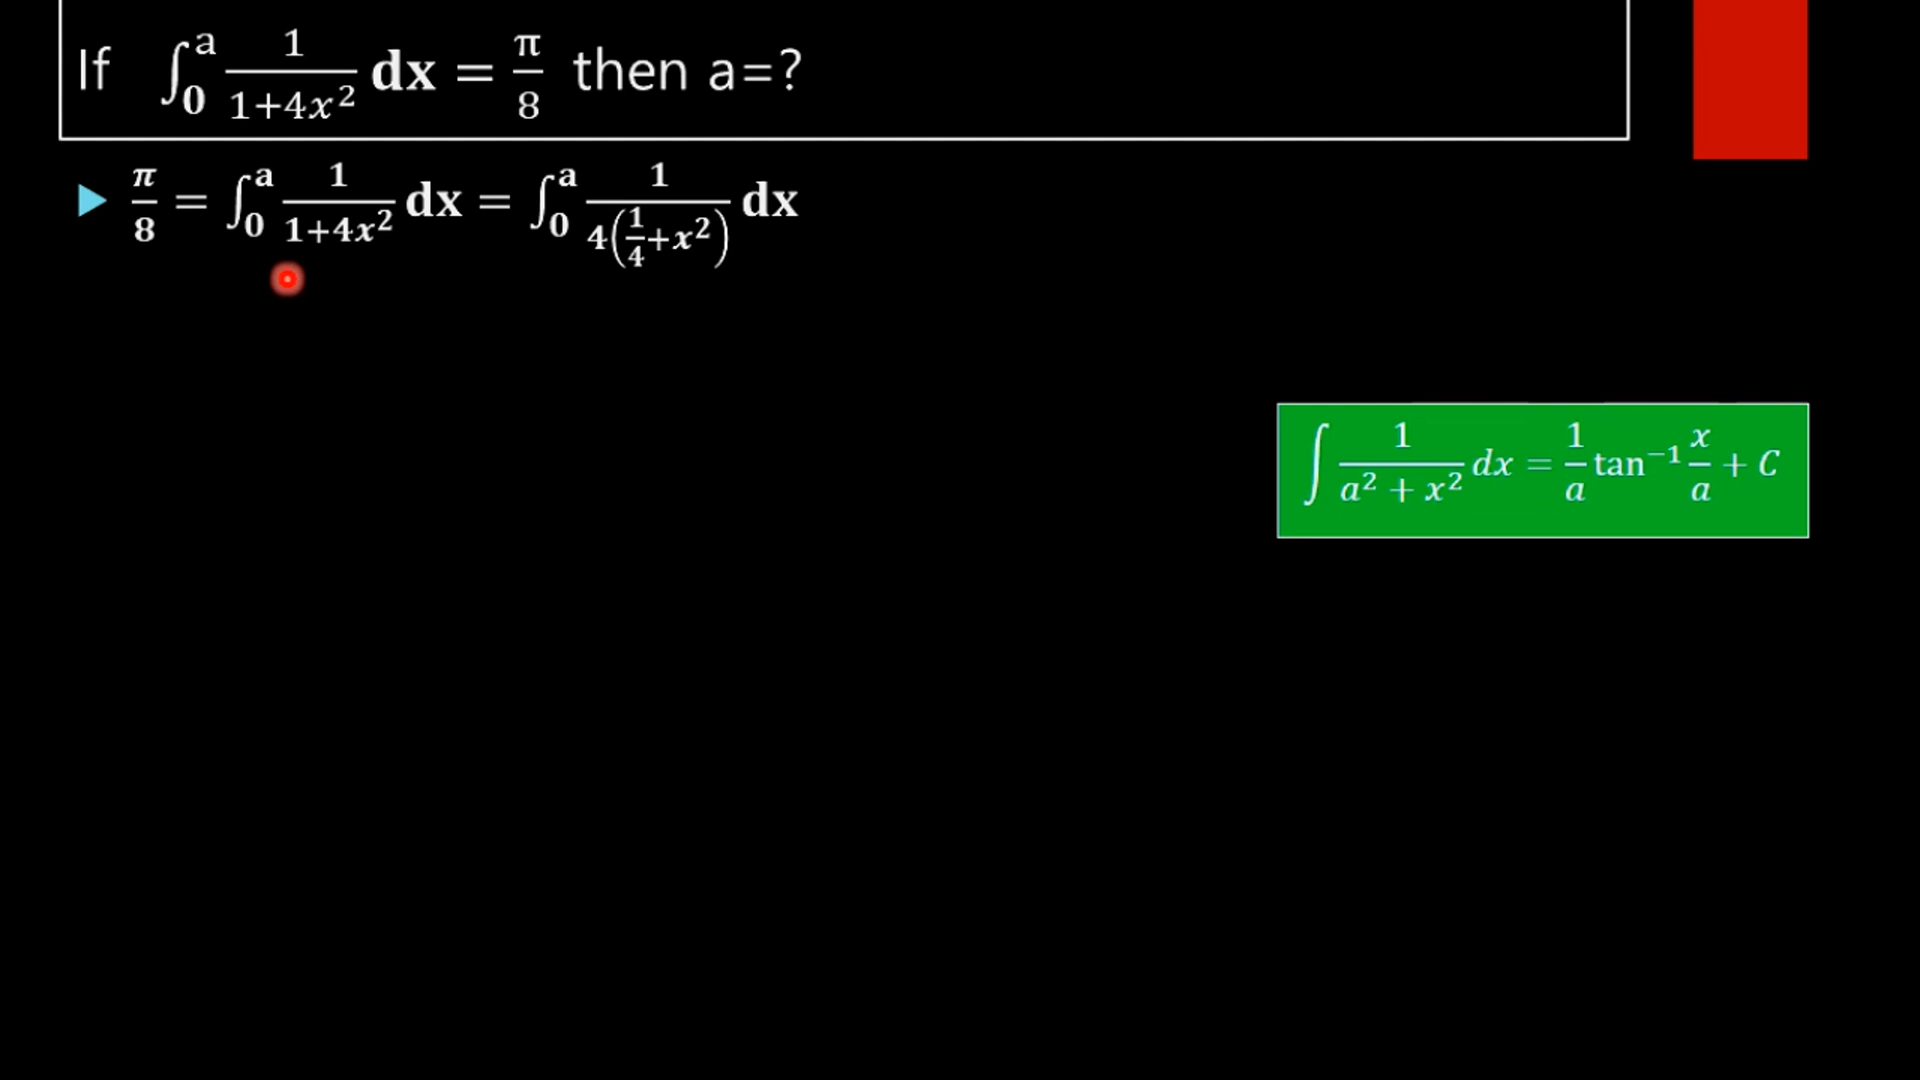 If ∫₀ᵃ 1/(1+4x²) dx = π/8 then a=?
π/8 = ∫₀ᵃ 1/(1+4x²) dx = ∫₀ᵃ 1/(4(1/4+x²)) dx
∫ 1/(a² + x²) dx = 1/a tan⁻¹ x/a + C